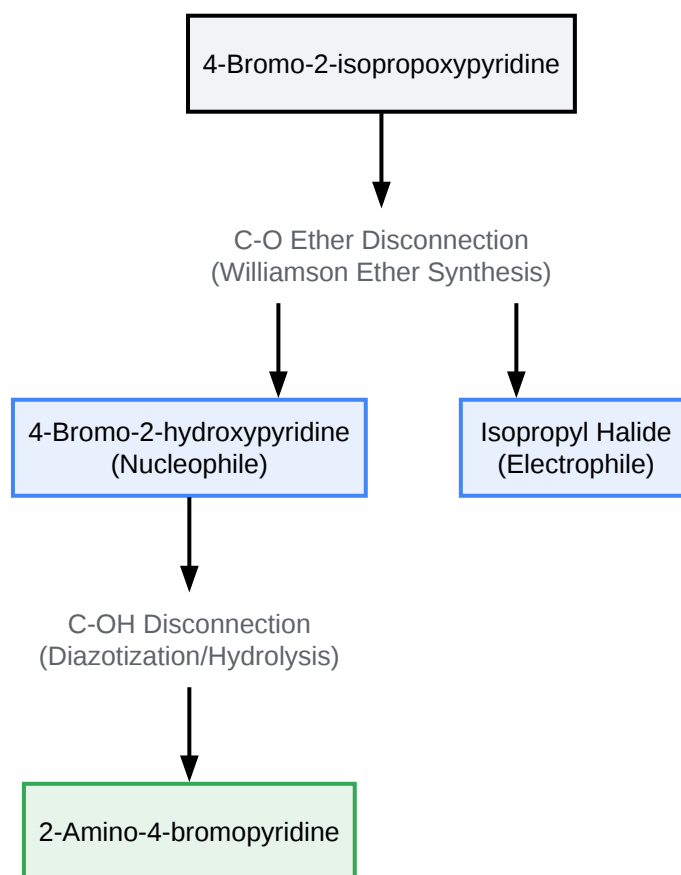 4-Bromo-2-isopropoxypyridine
C-O Ether Disconnection
(Williamson Ether Synthesis)
4-Bromo-2-hydroxypyridine
(Nucleophile)
Isopropyl Halide
(Electrophile)
C-OH Disconnection
(Diazotization/Hydrolysis)
2-Amino-4-bromopyridine